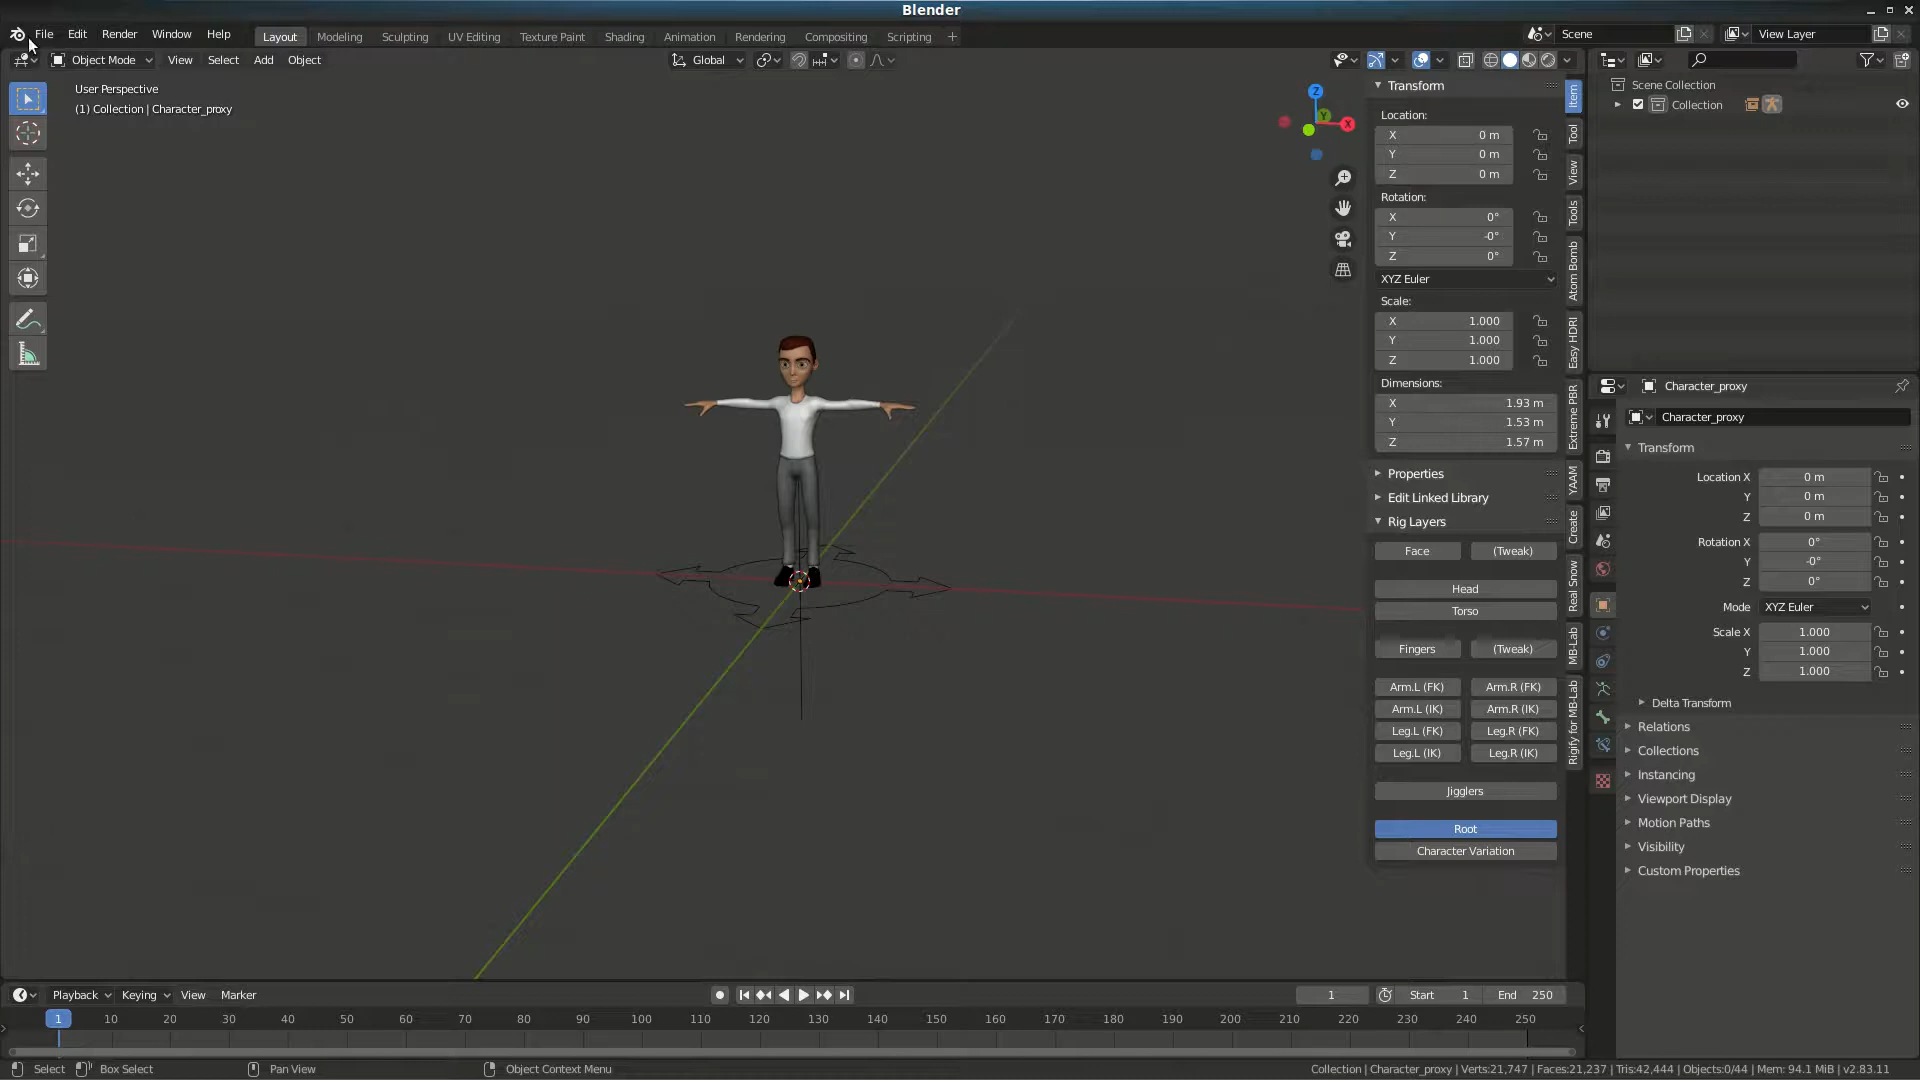 Blender
File Edit Render Window Help Layout Modeling Sculpting UV Editing Texture Paint Shading Animation Rendering Compositing Scripting + Scene View Layer
Object Mode View Select Add Object Global
User Perspective
(1) Collection | Character_proxy
Z
Y
X
Transform
Location:
X 0 m
Y 0 m
Z 0 m
Rotation:
X 0°
Y -0°
Z 0°
XYZ Euler
Scale:
X 1.000
Y 1.000
Z 1.000
Dimensions:
X 1.93 m
Y 1.53 m
Z 1.57 m
Properties
Edit Linked Library
Rig Layers
Face (Tweak)
Head
Torso
Fingers (Tweak)
Arm.L (FK) Arm.R (FK)
Arm.L (IK) Arm.R (IK)
Leg.L (FK) Leg.R (FK)
Leg.L (IK) Leg.R (IK)
Jigglers
Root
Character Variation
Item
Tool
View
Tools
Atom Bomb
Easy HDRI
Extreme PBR
YAAM
Create
Real Snow
MB-Lab
Rigify for MB-Lab
Scene Collection
Collection
Character_proxy
Character_proxy
Transform
Location X 0 m
Y 0 m
Z 0 m
Rotation X 0°
Y -0°
Z 0°
Mode XYZ Euler
Scale X 1.000
Y 1.000
Z 1.000
Delta Transform
Relations
Collections
Instancing
Viewport Display
Motion Paths
Visibility
Custom Properties
Playback Keying View Marker 1 Start 1 End 250
1 10 20 30 40 50 60 70 80 90 100 110 120 130 140 150 160 170 180 190 200 210 220 230 240 250
Select Box Select Pan View Object Context Menu Collection | Character_proxy | Verts:21,747 | Faces:21,237 | Tris:42,444 | Objects:0/44 | Mem: 94.1 MiB | v2.83.11